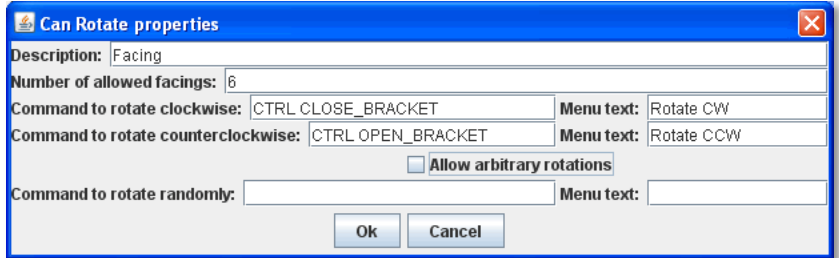 Can Rotate properties
Description: Facing
Number of allowed facings: 6
Command to rotate clockwise: CTRL CLOSE_BRACKET Menu text: Rotate CW
Command to rotate counterclockwise: CTRL OPEN_BRACKET Menu text: Rotate CCW
Allow arbitrary rotations
Command to rotate randomly: Menu text:
Ok Cancel